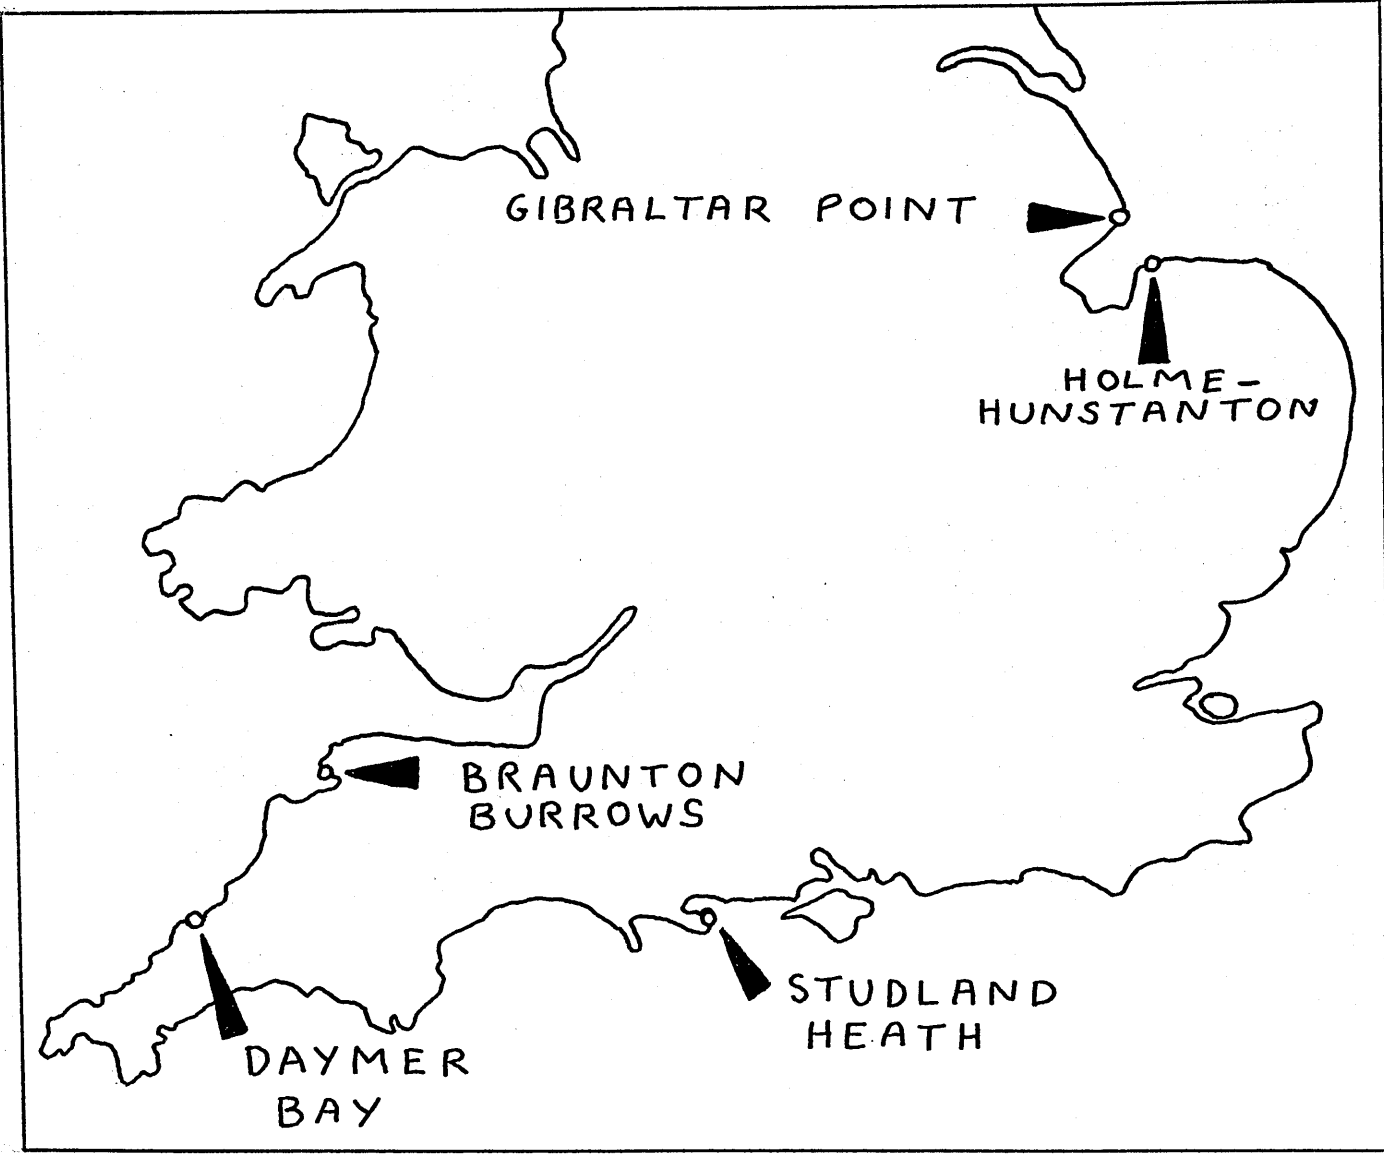 GIBRALTAR POINT
HOLME-
HUNSTANTON
BRAUNTON
BURROWS
STUDLAND
HEATH
DAYMER
BAY